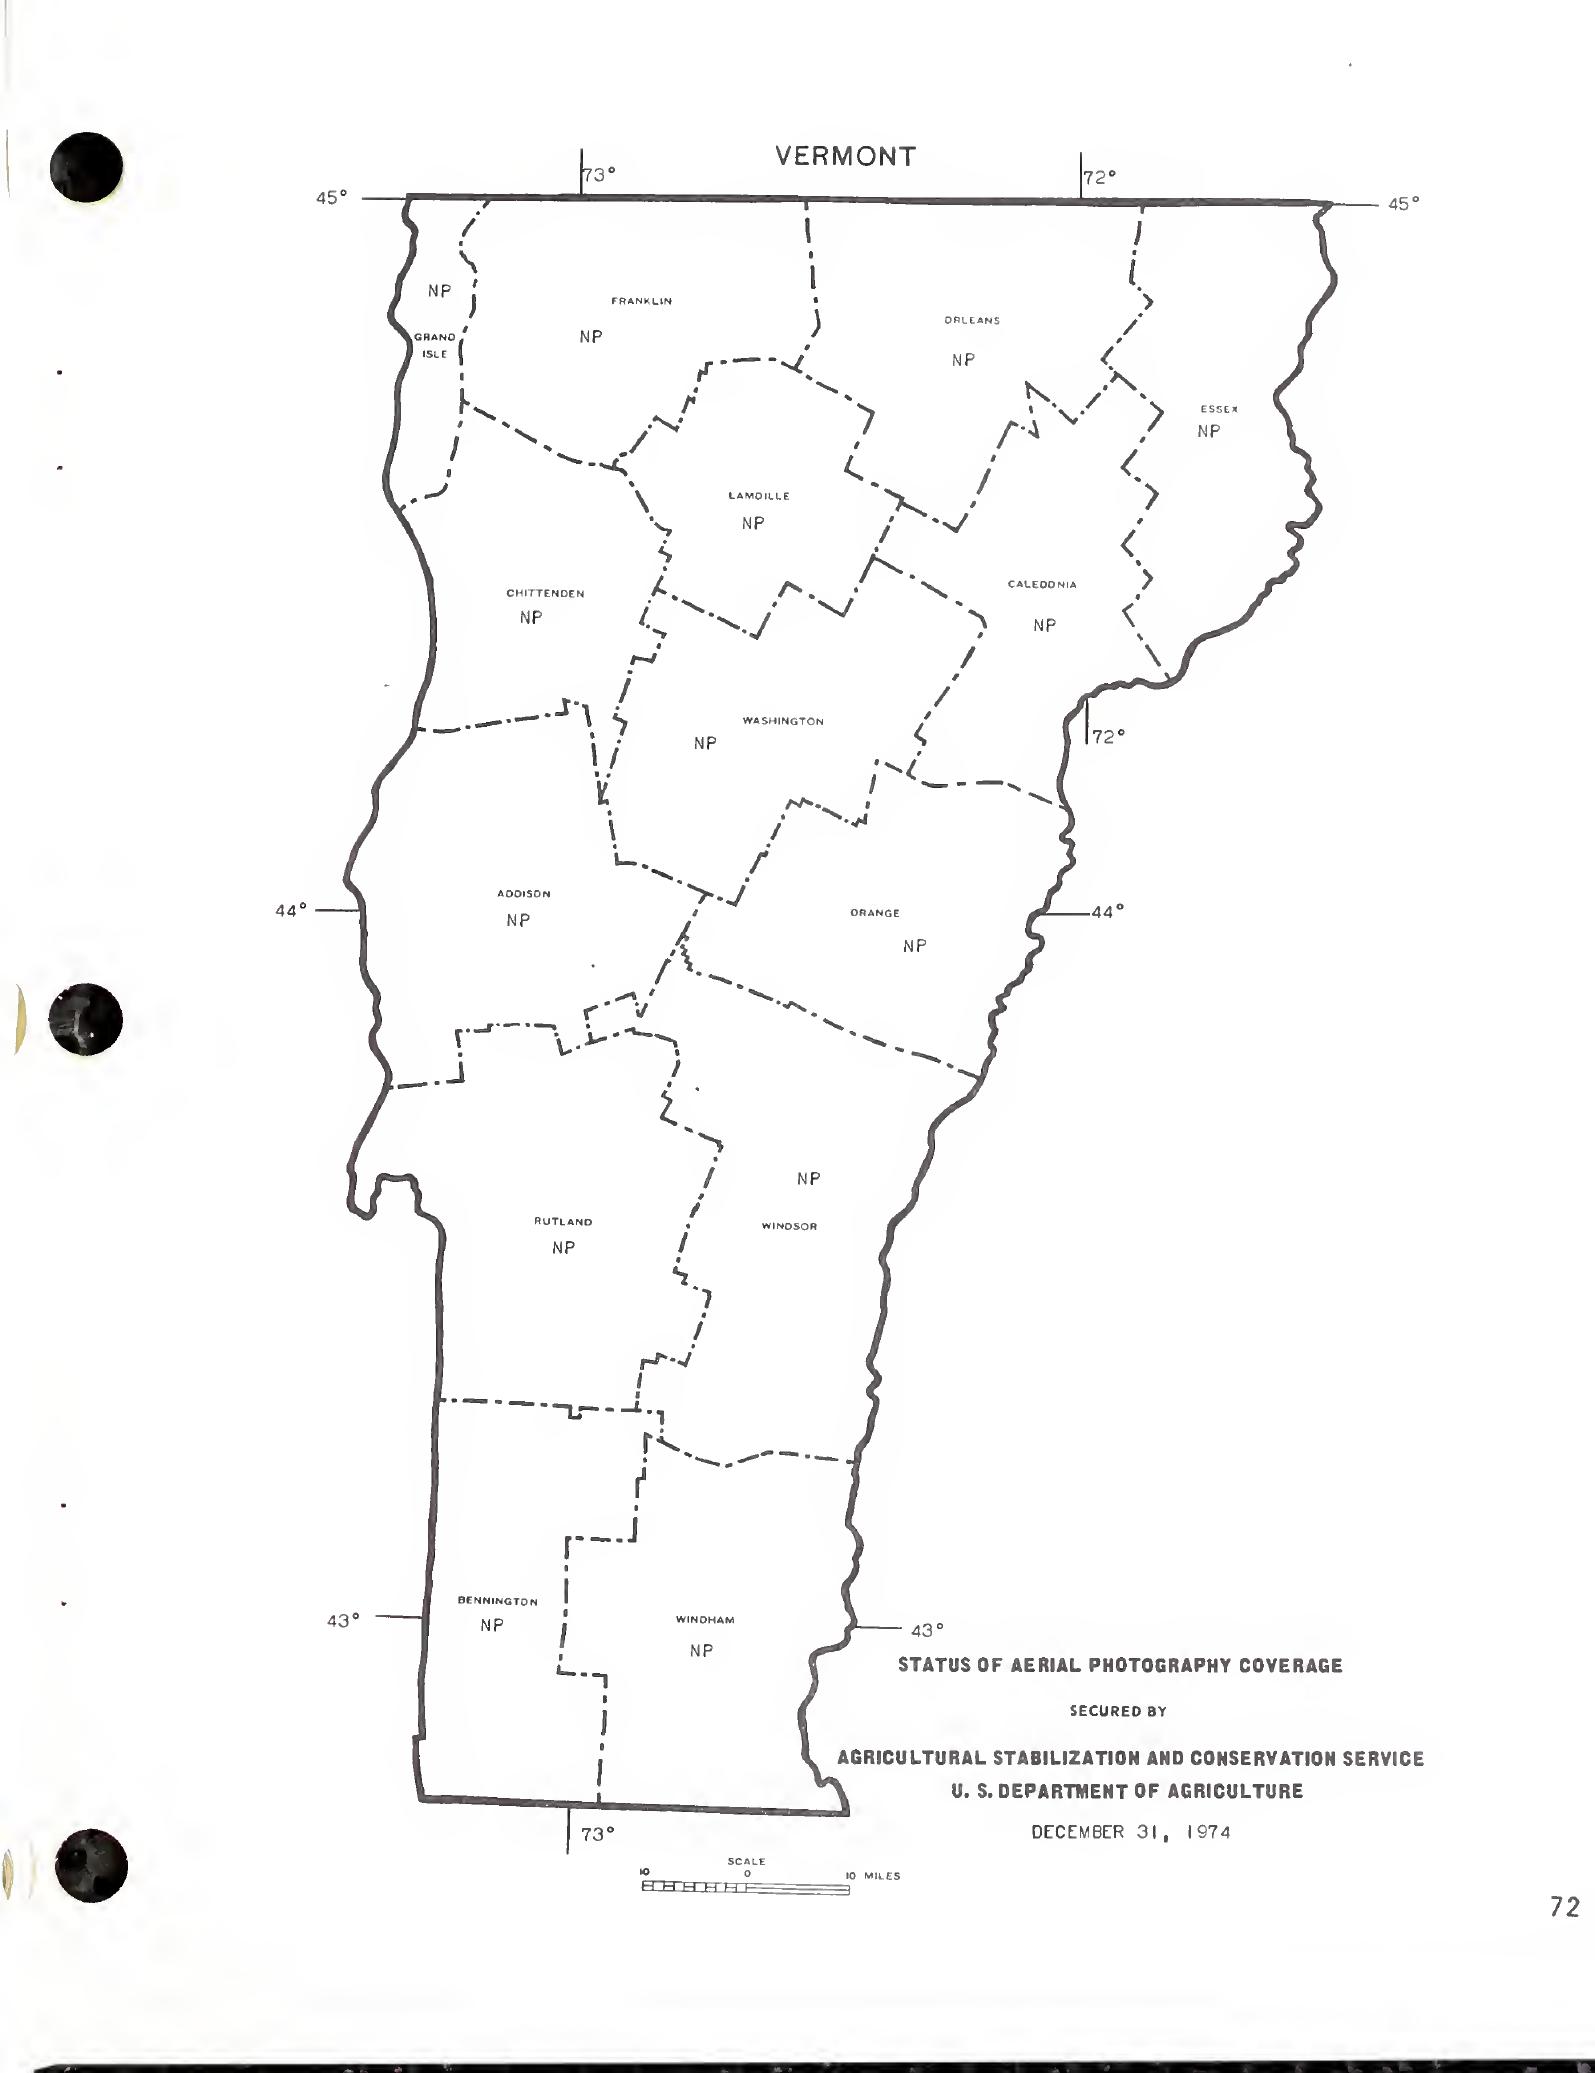 VERMONT
73°
72°
45°
45°
NP
GRAND
ISLE
FRANKLIN
NP
ORLEANS
NP
ESSEX
NP
LAMOILLE
NP
CHITTENDEN
NP
CALEDONIA
NP
WASHINGTON
NP
72°
ADDISON
NP
44°
ORANGE
NP
44°
NP
WINDSOR
RUTLAND
NP
BENNINGTON
NP
WINDHAM
NP
43°
43°
STATUS OF AERIAL PHOTOGRAPHY COVERAGE
SECURED BY
AGRICULTURAL STABILIZATION AND CONSERVATION SERVICE
U. S. DEPARTMENT OF AGRICULTURE
DECEMBER 31, 1974
73°
SCALE
10 0 10 MILES
72